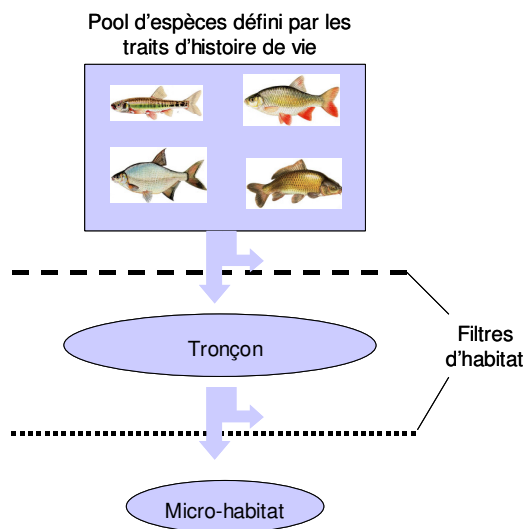 Pool d'espèces défini par les
traits d'histoire de vie
Tronçon
Filtres
d'habitat
Micro-habitat